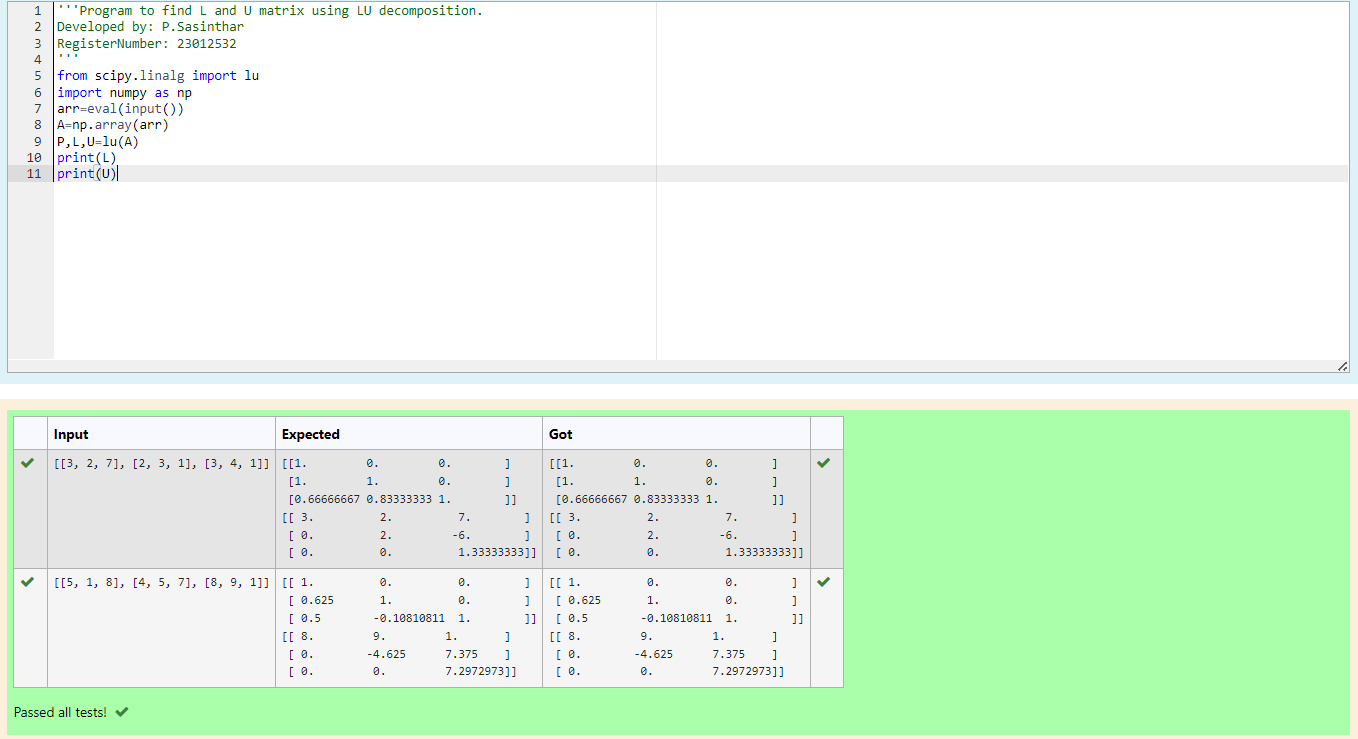 1 '''Program to find L and U matrix using LU decomposition.
2 Developed by: P.Sasinthar
3 RegisterNumber: 23012532
4 '''
5 from scipy.linalg import lu
6 import numpy as np
7 arr=eval(input())
8 A=np.array(arr)
9 P,L,U=lu(A)
10 print(L)
11 print(U)
Input Expected Got
[[3, 2, 7], [2, 3, 1], [3, 4, 1]] [[1. 0. 0. ] [[1. 0. 0. ]
[1. 1. 0. ] [1. 1. 0. ]
[0.66666667 0.83333333 1. ]] [0.66666667 0.83333333 1. ]]
[[ 3. 2. 7. ] [[ 3. 2. 7. ]
[ 0. 2. -6. ] [ 0. 2. -6. ]
[ 0. 0. 1.33333333]] [ 0. 0. 1.33333333]]
[[5, 1, 8], [4, 5, 7], [8, 9, 1]] [[ 1. 0. 0. ] [[ 1. 0. 0. ]
[ 0.625 1. 0. ] [ 0.625 1. 0. ]
[ 0.5 -0.10810811 1. ]] [ 0.5 -0.10810811 1. ]]
[[ 8. 9. 1. ] [[ 8. 9. 1. ]
[ 0. -4.625 7.375 ] [ 0. -4.625 7.375 ]
[ 0. 0. 7.2972973]] [ 0. 0. 7.2972973]]
Passed all tests!